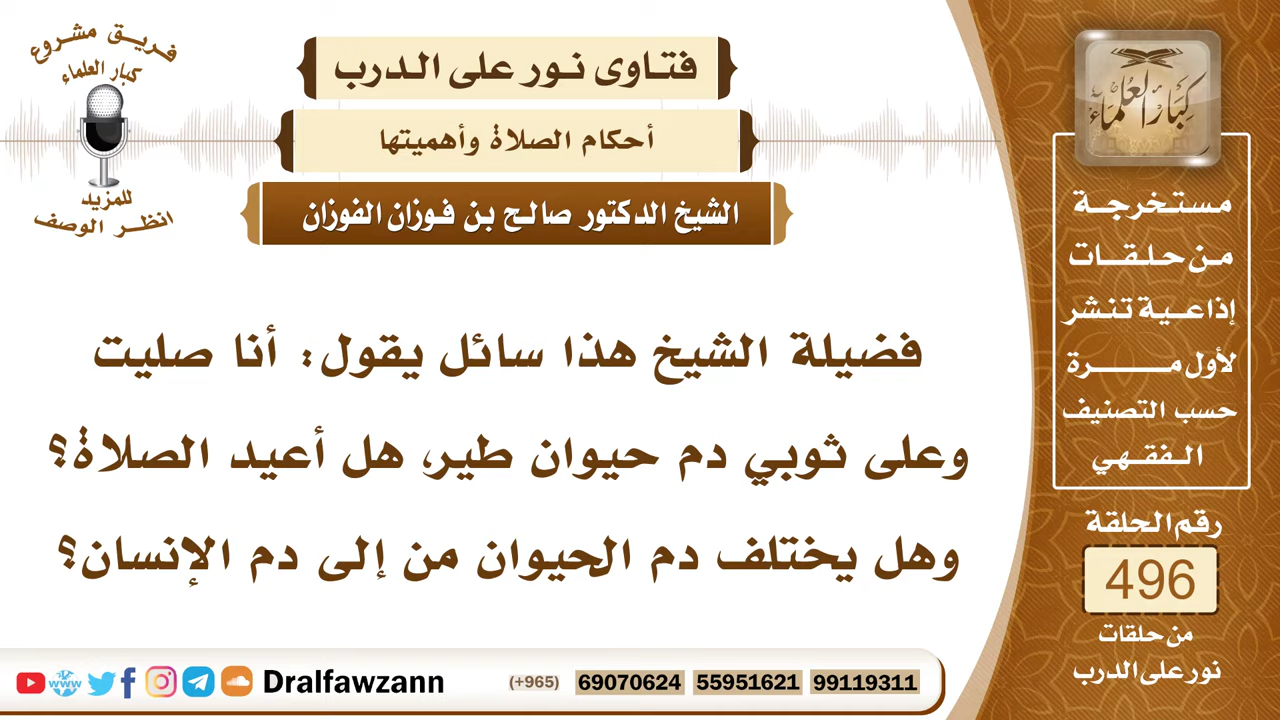 فريق مشروع
كبار العلماء
للمزيد
انظر الوصف
فتاوى نور على الدرب
أحكام الصلاة وأهميتها
الشيخ الدكتور صالح بن فوزان الفوزان
كبار العلماء
مستخرجة
من حلقات
إذاعية تنشر
لأول مرة
حسب التصنيف
الفقهي
رقم الحلقة
496
من حلقات
نور على الدرب
فضيلة الشيخ هذا سائل يقول: أنا صليت
وعلى ثوبي دم حيوان طير، هل أعيد الصلاة؟
وهل يختلف دم الحيوان من إلى دم الإنسان؟
www Dralfawzann (+965) 69070624 55951621 99119311